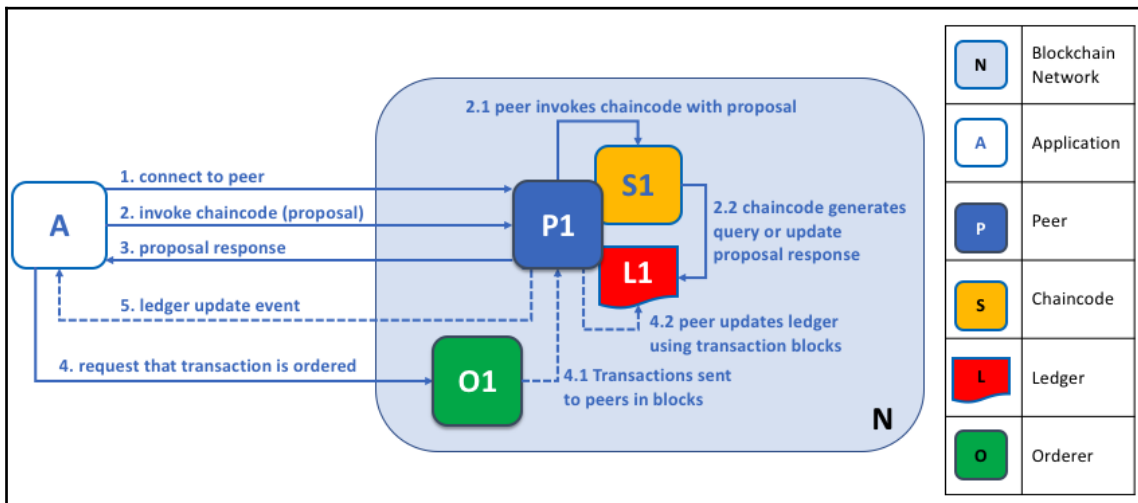 2.1 peer invokes chaincode with proposal
1. connect to peer
2. invoke chaincode (proposal)
3. proposal response
A
P1
S1
2.2 chaincode generates
query or update
proposal response
L1
5. ledger update event
4.2 peer updates ledger
using transaction blocks
4. request that transaction is ordered
O1
4.1 Transactions sent
to peers in blocks
N
N
Blockchain
Network
A
Application
P
Peer
S
Chaincode
L
Ledger
O
Orderer